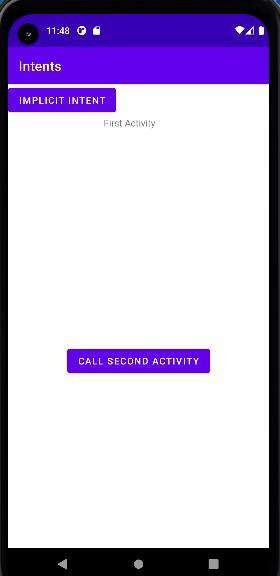 11:48
Intents
IMPLICIT INTENT
First Activity
CALL SECOND ACTIVITY